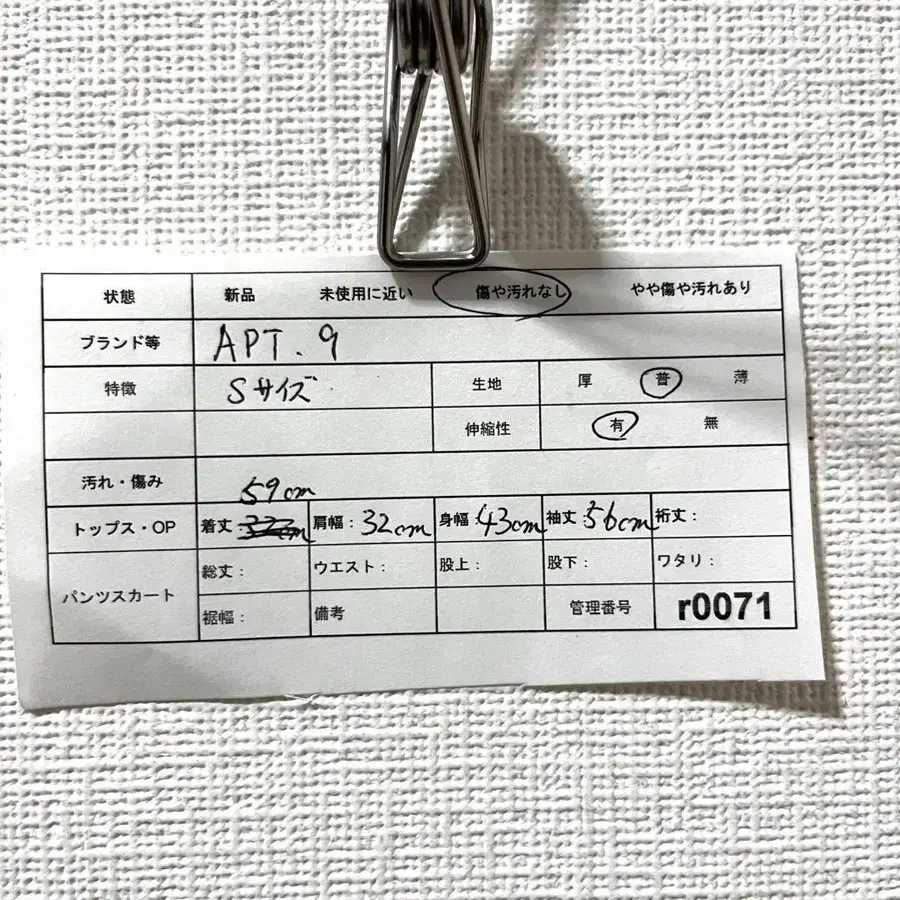 状態 新品 未使用に近い 傷や汚れなし やや傷や汚れあり
ブランド等 APT.9
特徴 Sサイズ 生地 厚 普 薄
伸縮性 有 無
汚れ・傷み
59cm
トップス・OP 着丈: 肩幅:32cm 身幅:43cm 袖丈:56cm 裄丈:
パンツスカート 総丈: ウエスト: 股上: 股下: ワタリ:
裾幅: 備考 管理番号 r0071